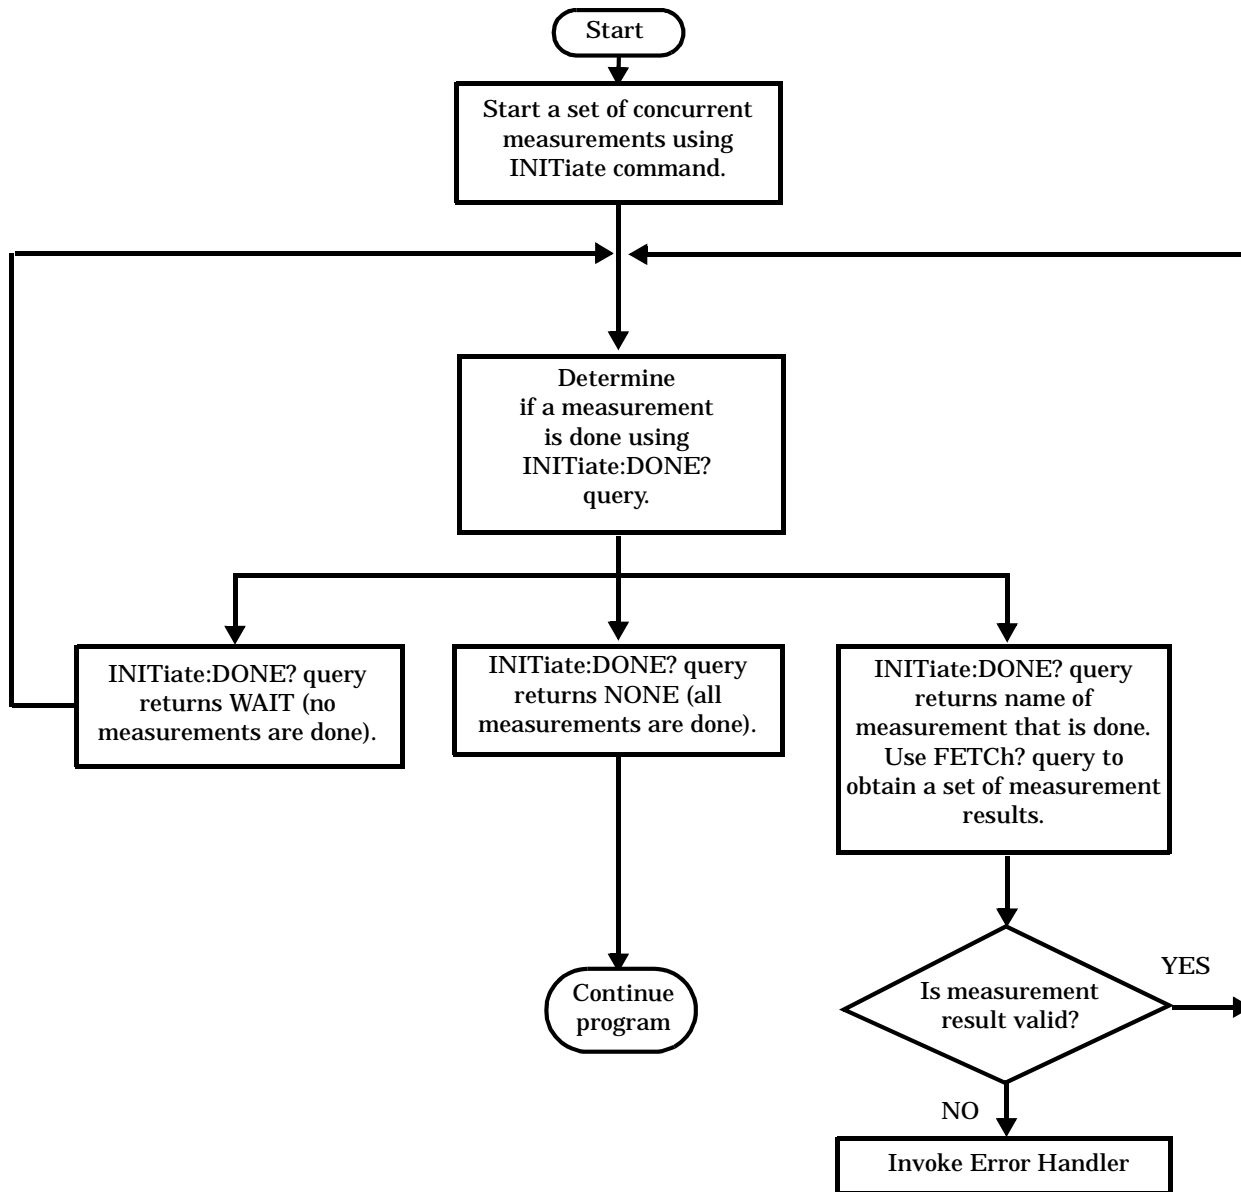 Start
Start a set of concurrent
measurements using
INITiate command.
Determine
if a measurement
is done using
INITiate:DONE?
query.
INITiate:DONE? query
returns WAIT (no
measurements are done).
INITiate:DONE? query
returns NONE (all
measurements are done).
INITiate:DONE? query
returns name of
measurement that is done.
Use FETCh? query to
obtain a set of measurement
results.
Continue
program
Is measurement
result valid?
YES
NO
Invoke Error Handler